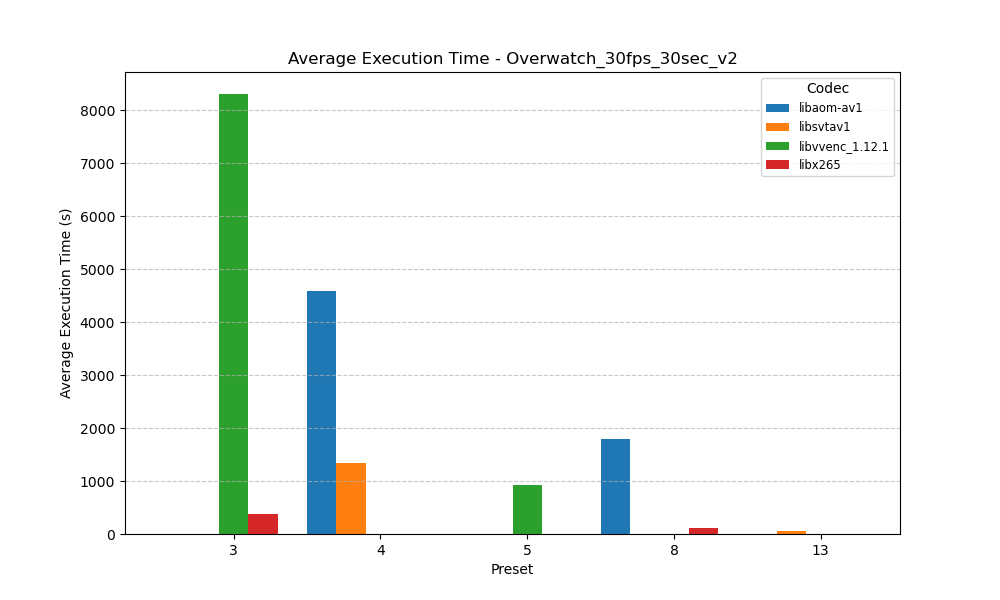 Average Execution Time - Overwatch_30fps_30sec_v2
Codec
libaom-av1
libsvtav1
libvvenc_1.12.1
libx265
Average Execution Time (s)
8000
7000
6000
5000
4000
3000
2000
1000
0
3 4 5 8 13
Preset